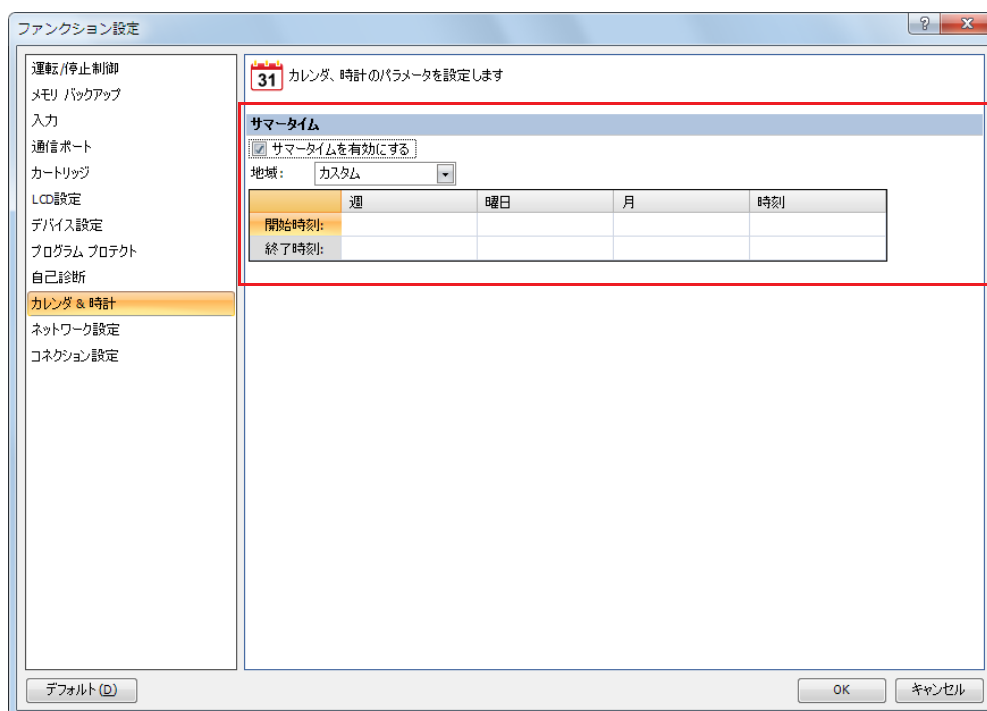 ファンクション設定
運転/停止制御
メモリ バックアップ
入力
通信ポート
カートリッジ
LCD設定
デバイス設定
プログラム プロテクト
自己診断
カレンダ & 時計
ネットワーク設定
コネクション設定
31 カレンダ、時計のパラメータを設定します
サマータイム
サマータイムを有効にする
地域: カスタム
週 曜日 月 時刻
開始時刻:
終了時刻:
デフォルト(D) OK キャンセル